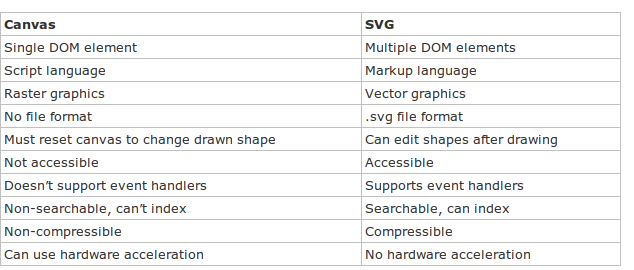 Canvas SVG
Single DOM element Multiple DOM elements
Script language Markup language
Raster graphics Vector graphics
No file format .svg file format
Must reset canvas to change drawn shape Can edit shapes after drawing
Not accessible Accessible
Doesn’t support event handlers Supports event handlers
Non-searchable, can’t index Searchable, can index
Non-compressible Compressible
Can use hardware acceleration No hardware acceleration